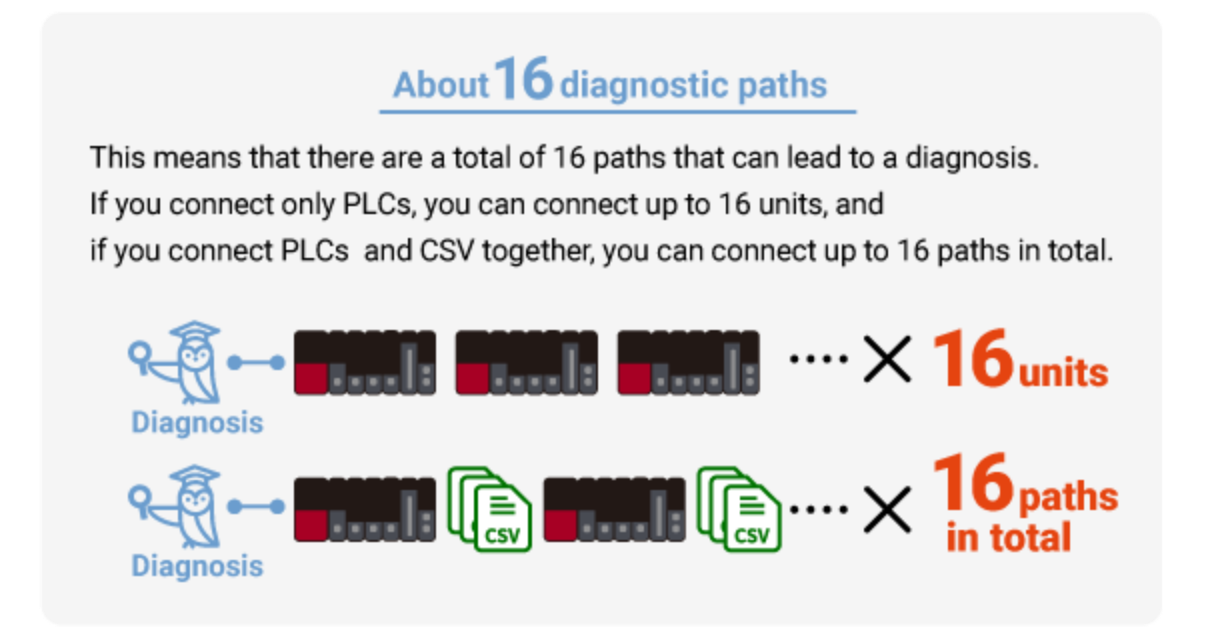 About 16 diagnostic paths
This means that there are a total of 16 paths that can lead to a diagnosis.
If you connect only PLCs, you can connect up to 16 units, and
if you connect PLCs  and CSV together, you can connect up to 16 paths in total.
16 units
Diagnosis
CSV
CSV
16 paths
in total
Diagnosis